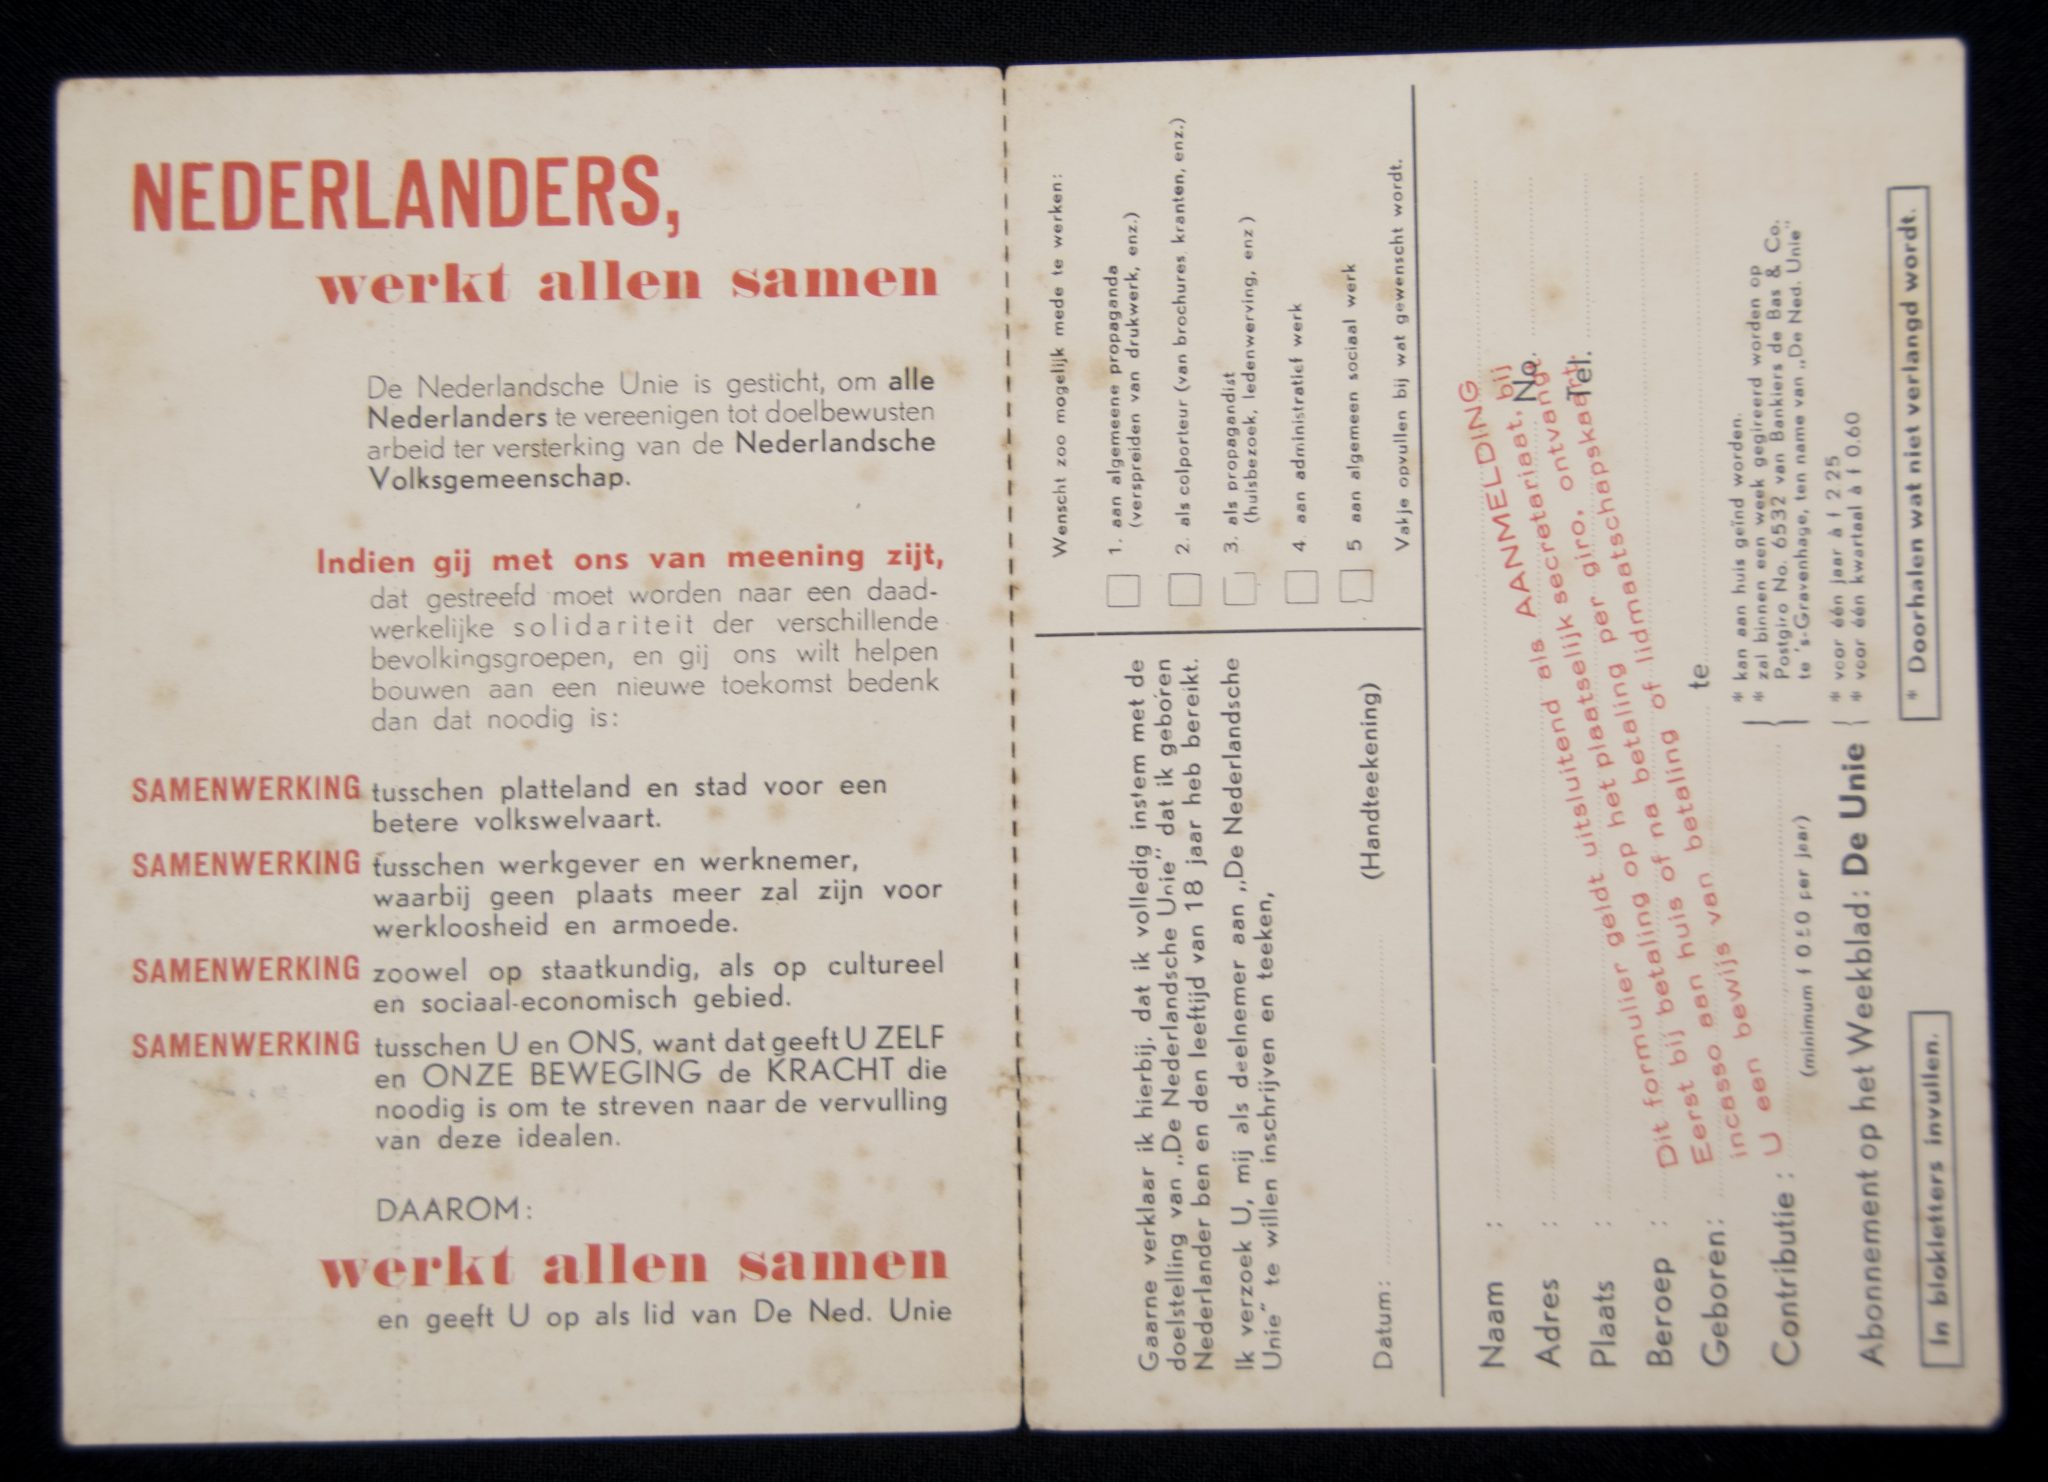 NEDERLANDERS,
werkt allen samen
De Nederlandsche Unie is gesticht, om alle
Nederlanders te vereenigen tot doelbewusten
arbeid ter versterking van de Nederlandsche
Volksgemeenschap.
Indien gij met ons van meening zijt,
dat gestreefd moet worden naar een daad-
werkelijke solidariteit der verschillende
bevolkingsgroepen, en gij ons wilt helpen
bouwen aan een nieuwe toekomst bedenk
dan dat noodig is:
SAMENWERKING tusschen platteland en stad voor een
betere volkswelvaart.
SAMENWERKING tusschen werkgever en werknemer,
waarbij geen plaats meer zal zijn voor
werkloosheid en armoede.
SAMENWERKING zoowel op staatkundig, als op cultureel
en sociaal-economisch gebied.
SAMENWERKING tusschen U en ONS, want dat geeft U ZELF
en ONZE BEWEGING de KRACHT die
noodig is om te streven naar de vervulling
van deze idealen.
DAAROM:
werkt allen samen
en geeft U op als lid van De Ned. Unie
Gaarne verklaar ik hierbij, dat ik volledig instem met de
doelstelling van „De Nederlandsche Unie” dat ik geboren
Nederlander ben en den leeftijd van 18 jaar heb bereikt.
Ik verzoek U, mij als deelnemer aan „De Nederlandsche
Unie” te willen inschrijven en teeken,
Datum: (Handteekening)
Wenscht zoo mogelijk mede te werken:
1. aan algemeene propaganda
(verspreiden van drukwerk, enz.)
2. als colporteur (van brochures, kranten, enz.)
3. als propagandist
(huisbezoek, ledenwerving, enz)
4. aan administratief werk
5 aan algemeen sociaal werk
Vakje opvullen bij wat gewenscht wordt.
Naam :
Adres : No.
Plaats : Tel.
Beroep :
Geboren: te
Contributie :
(minimum f 0.50 per jaar)
* kan aan huis geïnd worden.
* zal binnen een week gegireerd worden op
Postgiro No. 6532 van Bankiers de Bas & Co.
te 's-Gravenhage, ten name van „De Ned. Unie”
Abonnement op het Weekblad: De Unie
* voor één jaar à f 2 25
* voor één kwartaal à f 0.60
In blokletters invullen.
* Doorhalen wat niet verlangd wordt.
Dit formulier geldt uitsluitend als AANMELDING
Eerst bij betaling op het plaatselijk secretariaat, bij
incasso aan huis of na betaling per giro, ontvangt
U een bewijs van betaling of lidmaatschapskaart.